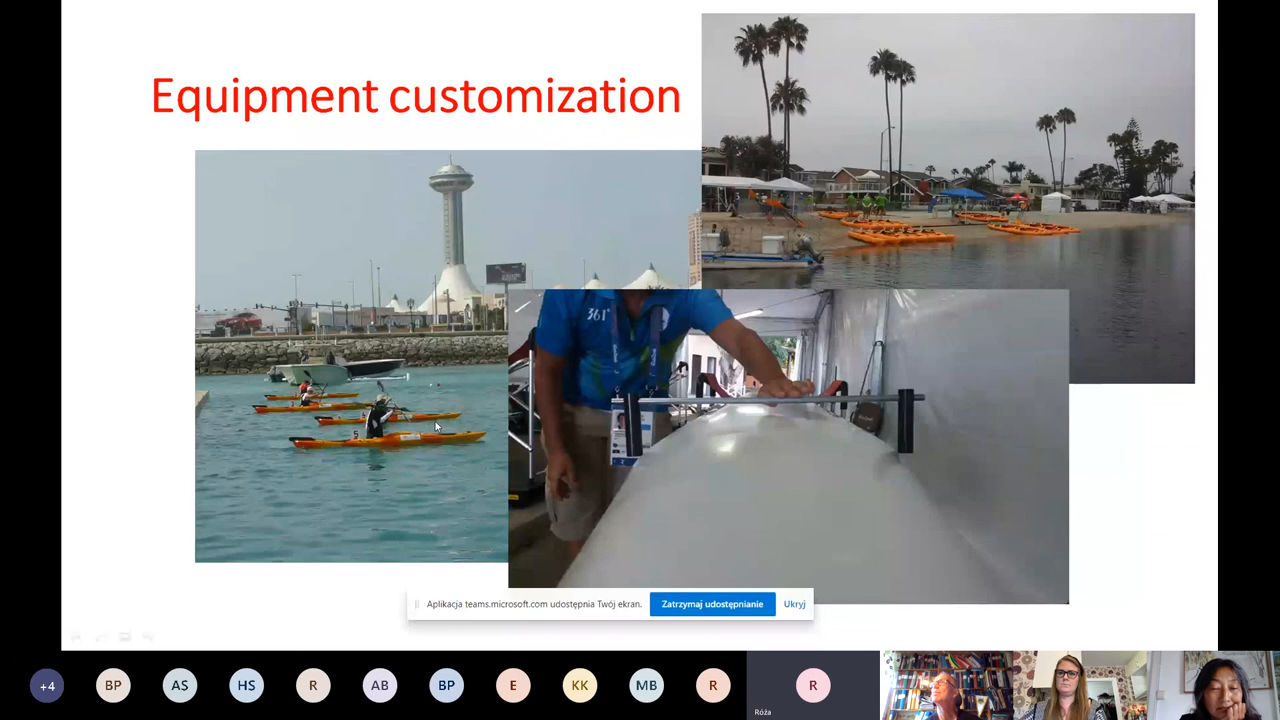 Equipment customization
361°
5
Aplikacja teams.microsoft.com udostępnia Twój ekran.
Zatrzymaj udostępnianie
Ukryj
+4
BP
AS
HS
R
AB
BP
E
KK
MB
R
R
Róża